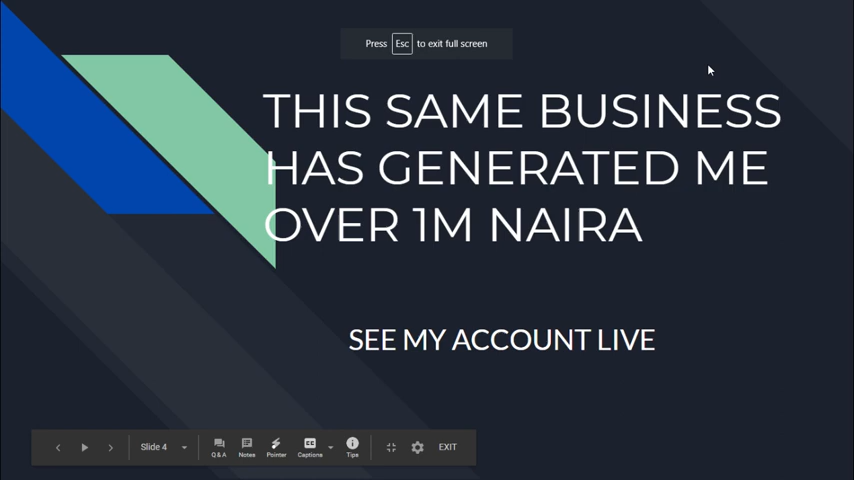 Press Esc to exit full screen
THIS SAME BUSINESS
HAS GENERATED ME
OVER 1M NAIRA
SEE MY ACCOUNT LIVE
Slide 4
Q & A
Notes
Pointer
CC
Captions
Tips
EXIT